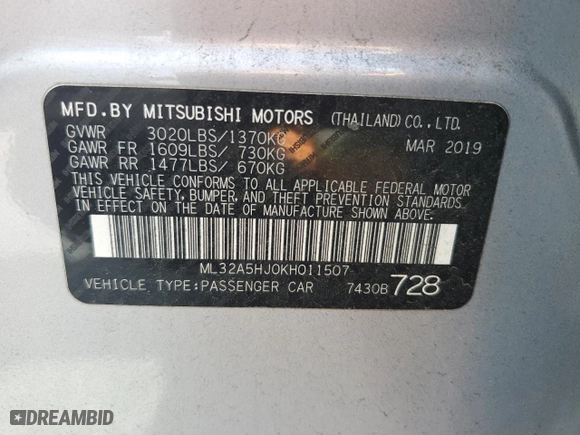 MFD.BY MITSUBISHI MOTORS (THAILAND) CO.,LTD.
GVWR 3020LBS/1370KG MAR 2019
GAWR FR 1609LBS/ 730KG
GAWR RR 1477LBS/ 670KG
THIS VEHICLE CONFORMS TO ALL APPLICABLE FEDERAL MOTOR
VEHICLE SAFETY, BUMPER, AND THEFT PREVENTION STANDARDS
IN EFFECT ON THE DATE OF MANUFACTURE SHOWN ABOVE.
ML32A5HJ0KH011507
VEHICLE TYPE:PASSENGER CAR 7430B 728
DREAMBID